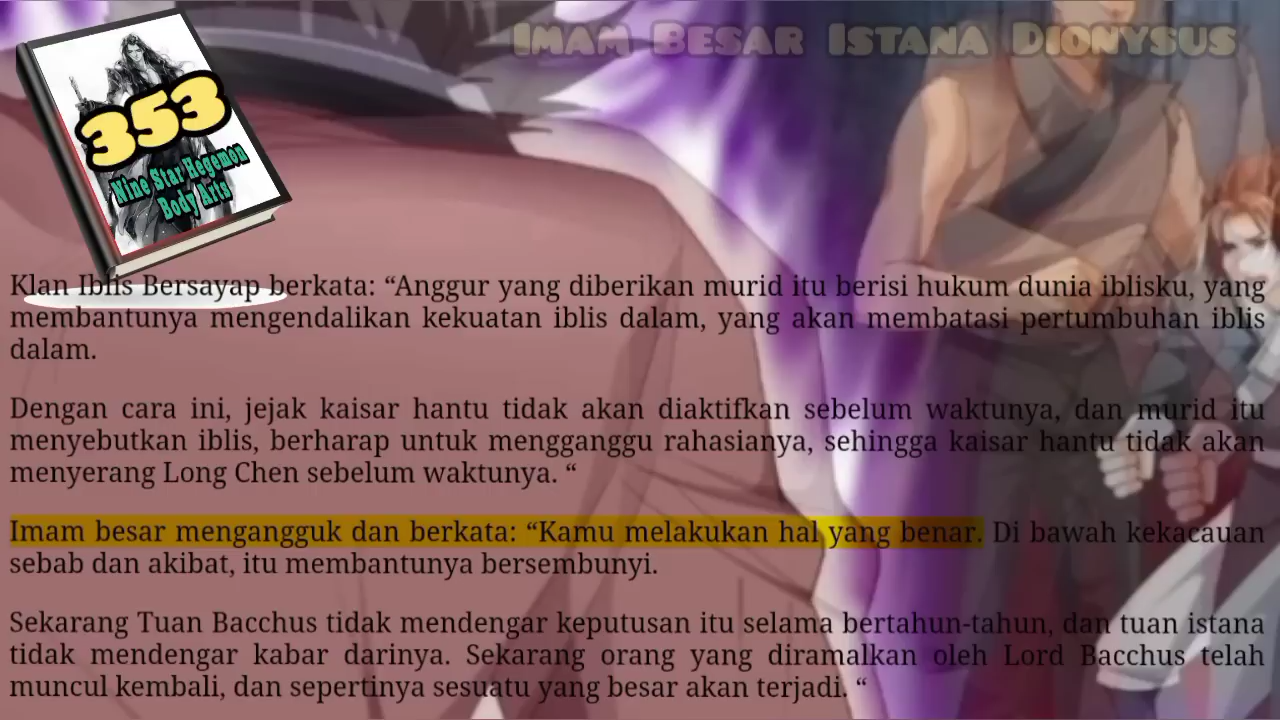 Imam Besar Istana Dionysus
353
Nine Star Hegemon
Body Arts
Klan Iblis Bersayap berkata: “Anggur yang diberikan murid itu berisi hukum dunia iblisku, yang
membantunya mengendalikan kekuatan iblis dalam, yang akan membatasi pertumbuhan iblis
dalam.
Dengan cara ini, jejak kaisar hantu tidak akan diaktifkan sebelum waktunya, dan murid itu
menyebutkan iblis, berharap untuk mengganggu rahasianya, sehingga kaisar hantu tidak akan
menyerang Long Chen sebelum waktunya. “
Imam besar mengangguk dan berkata: “Kamu melakukan hal yang benar. Di bawah kekacauan
sebab dan akibat, itu membantunya bersembunyi.
Sekarang Tuan Bacchus tidak mendengar keputusan itu selama bertahun-tahun, dan tuan istana
tidak mendengar kabar darinya. Sekarang orang yang diramalkan oleh Lord Bacchus telah
muncul kembali, dan sepertinya sesuatu yang besar akan terjadi. “